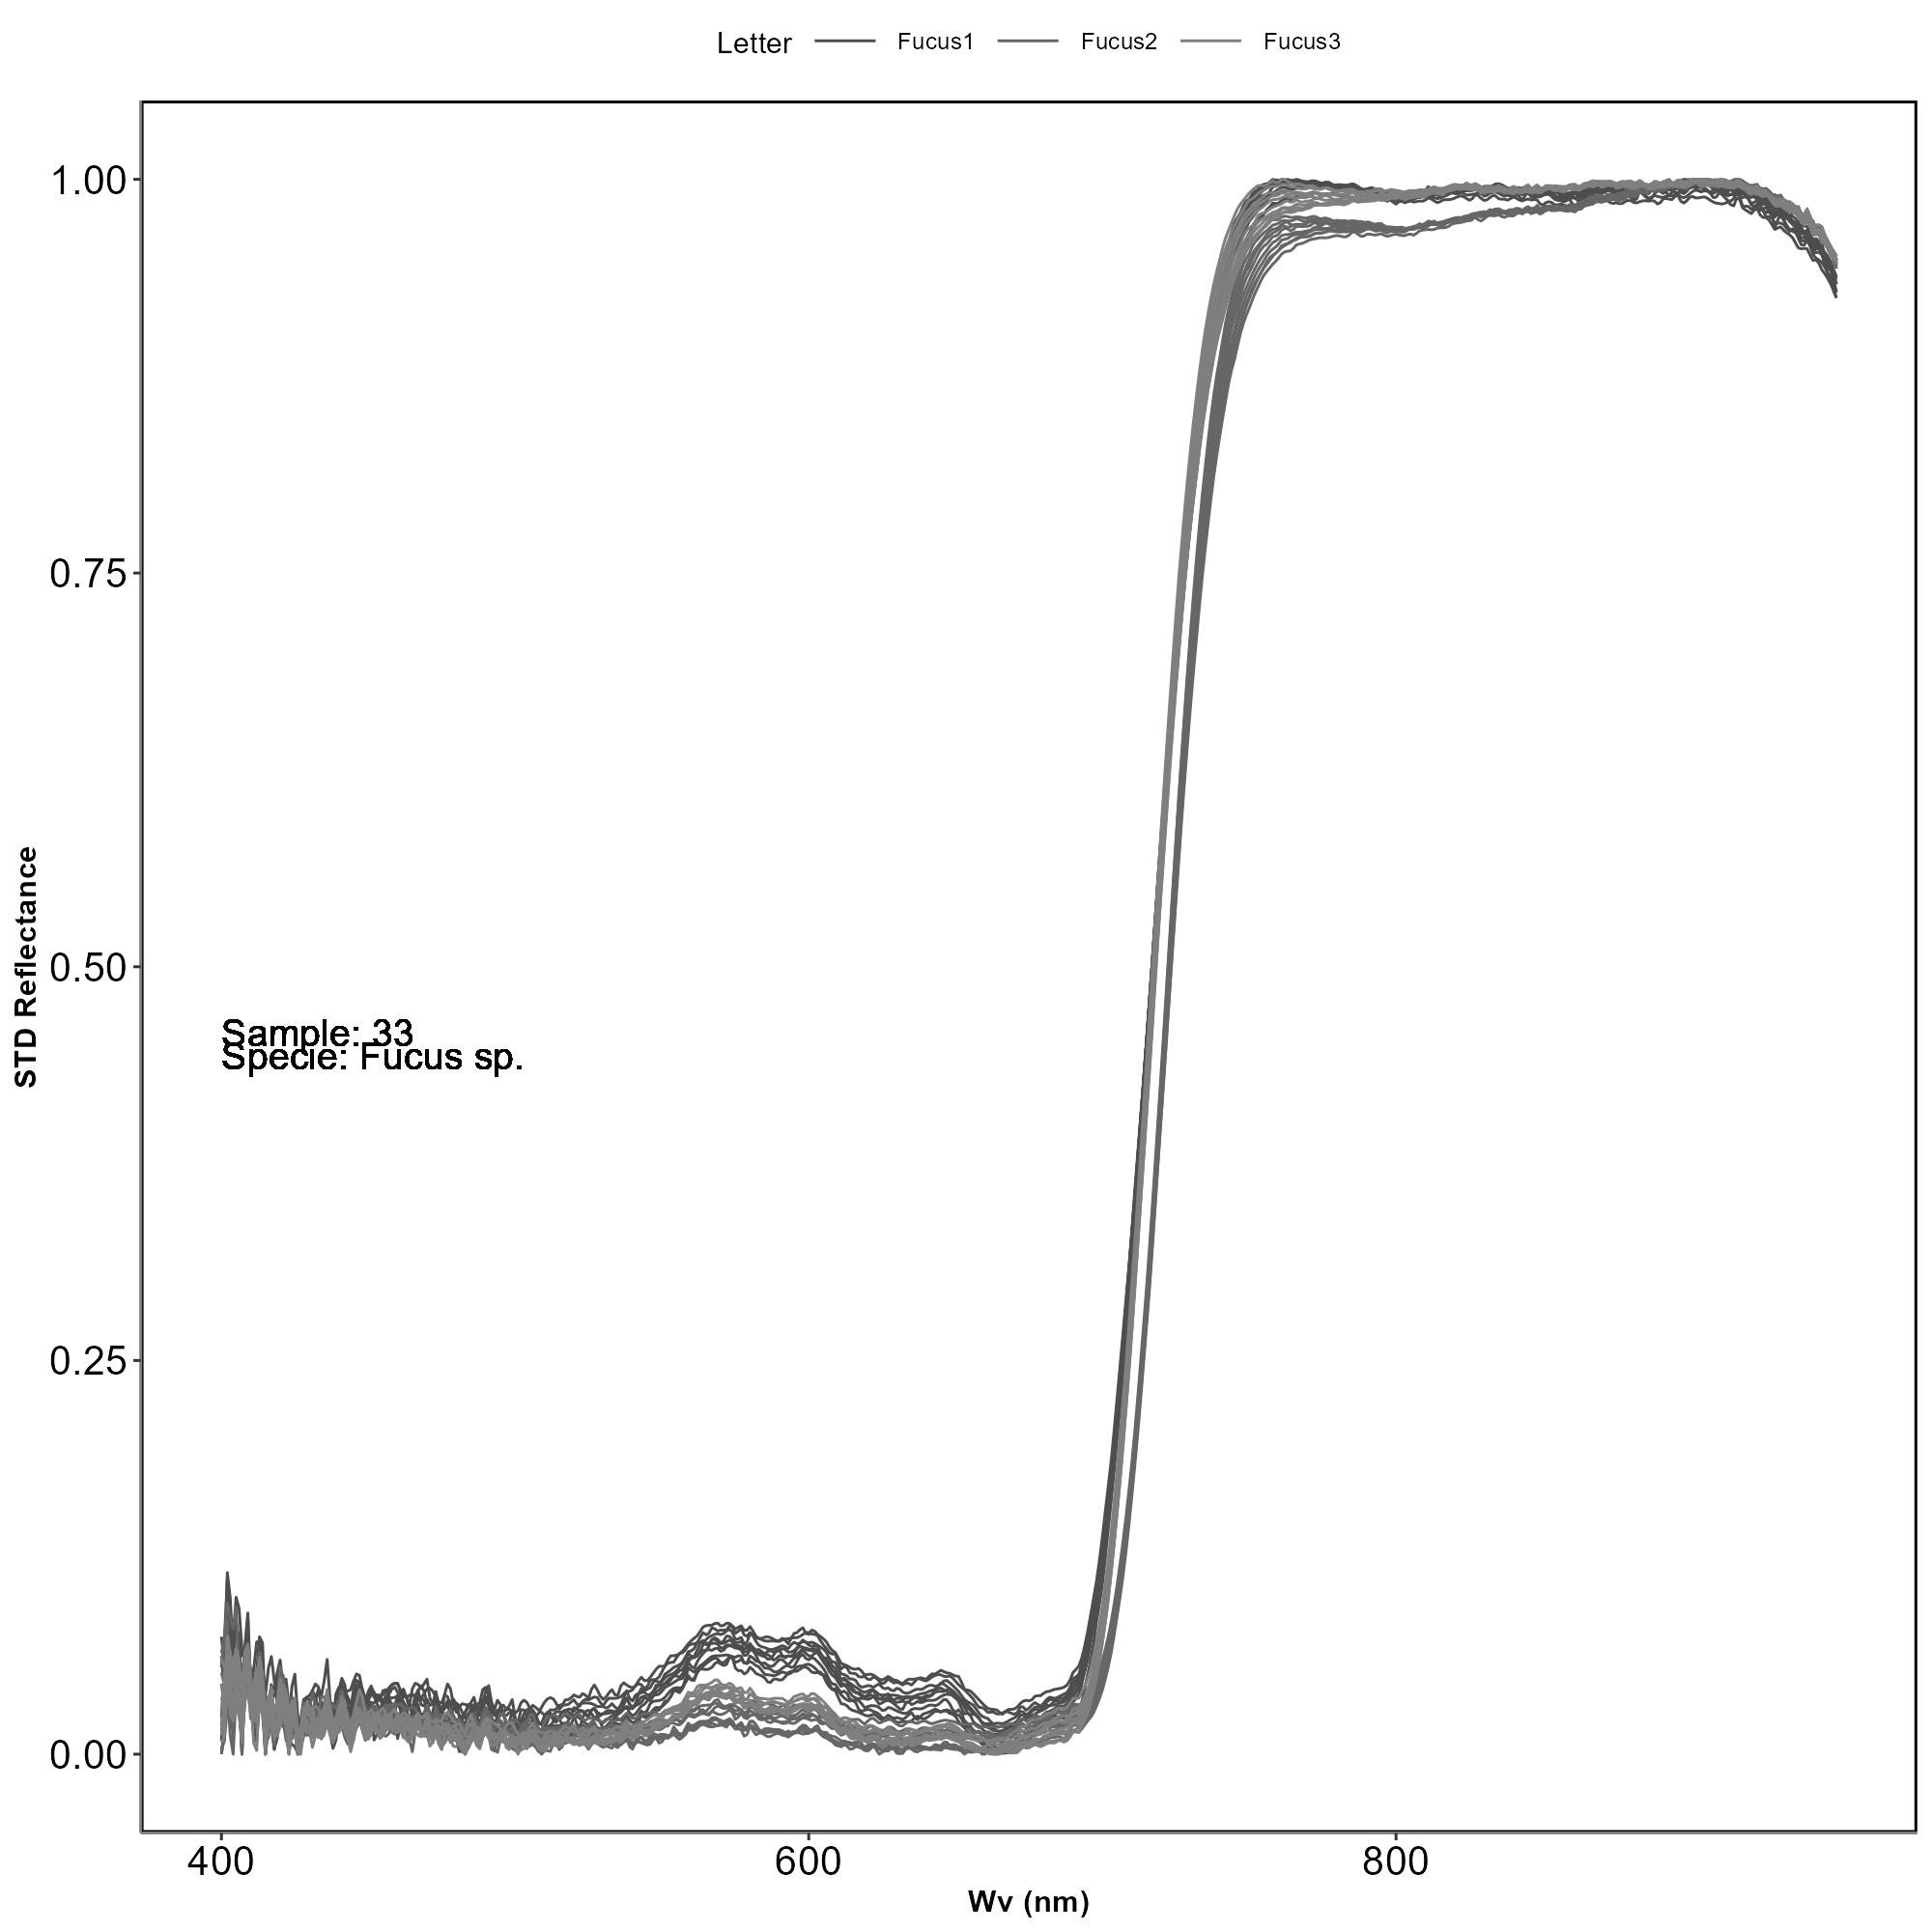 Letter Fucus1 Fucus2 Fucus3
1.00
0.75
0.50
0.25
0.00
STD Reflectance
Sample: 33
Specie: Fucus sp.
400 600 800
Wv (nm)